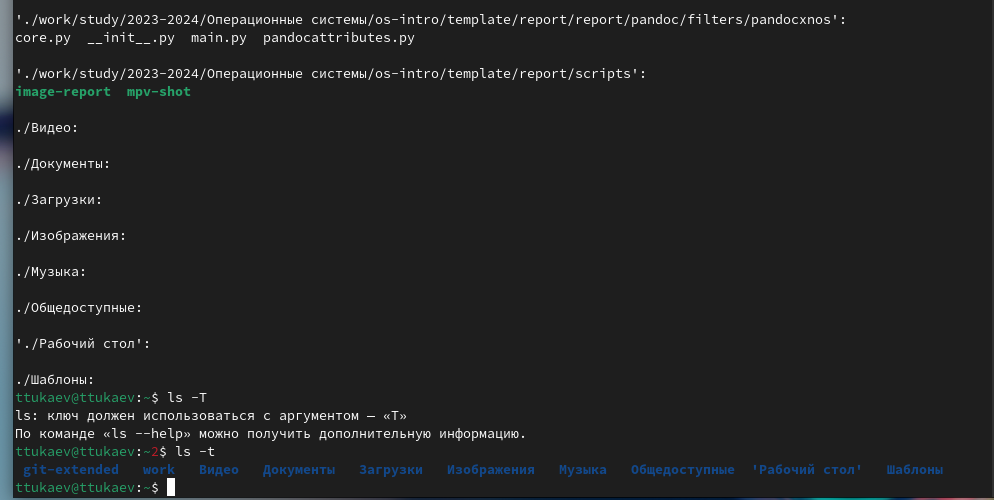 './work/study/2023-2024/Операционные системы/os-intro/template/report/report/pandoc/filters/pandocxnos':
core.py  __init__.py  main.py  pandocattributes.py
'./work/study/2023-2024/Операционные системы/os-intro/template/report/scripts':
image-report  mpv-shot
./Видео:
./Документы:
./Загрузки:
./Изображения:
./Музыка:
./Общедоступные:
'./Рабочий стол':
./Шаблоны:
ttukaev@ttukaev:~$ ls -T
ls: ключ должен использоваться с аргументом — «T»
По команде «ls --help» можно получить дополнительную информацию.
ttukaev@ttukaev:~2$ ls -t
git-extended  work  Видео  Документы  Загрузки  Изображения  Музыка  Общедоступные  'Рабочий стол'  Шаблоны
ttukaev@ttukaev:~$